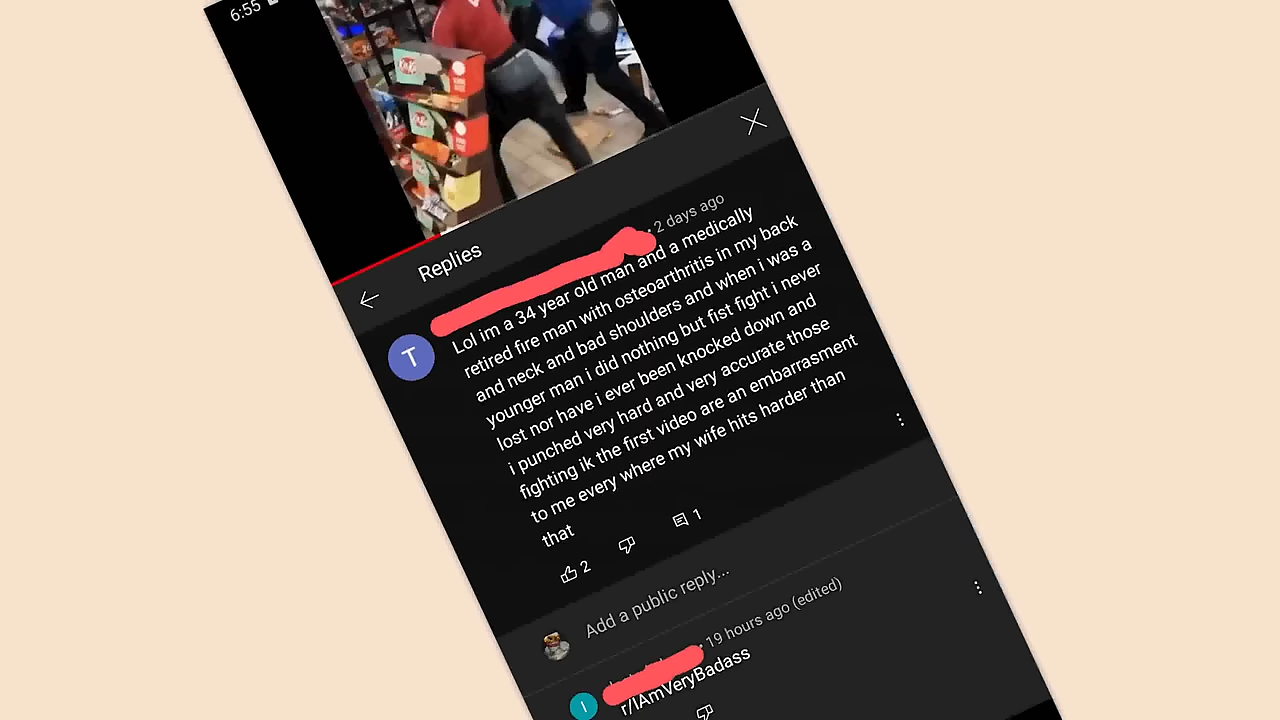 6:55
Replies
2 days ago
T
Lol im a 34 year old man and a medically
retired fire man with osteoarthritis in my back
and neck and bad shoulders and when i was a
younger man i did nothing but fist fight i never
lost nor have i ever been knocked down and
i punched very hard and very accurate those
fighting ik the first video are an embarrasment
to me every where my wife hits harder than
that
2
1
Add a public reply...
19 hours ago (edited)
I
r/IAmVeryBadass